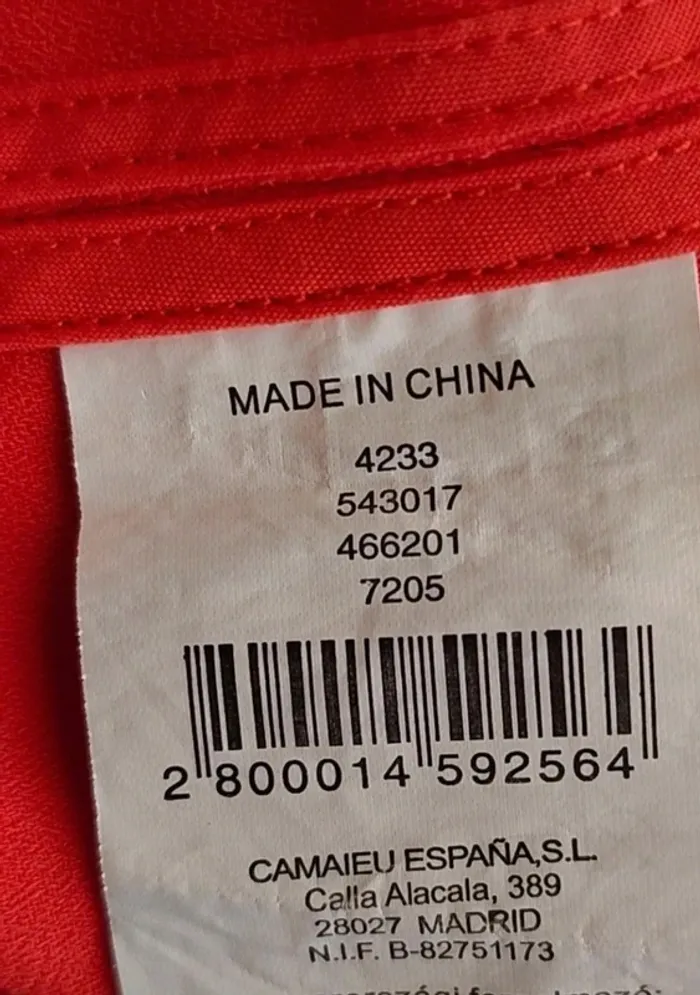 MADE IN CHINA
4233
543017
466201
7205
2 800014 592564
CAMAIEU ESPAÑA,S.L.
Calla Alacala, 389
28027 MADRID
N.I.F. B-82751173